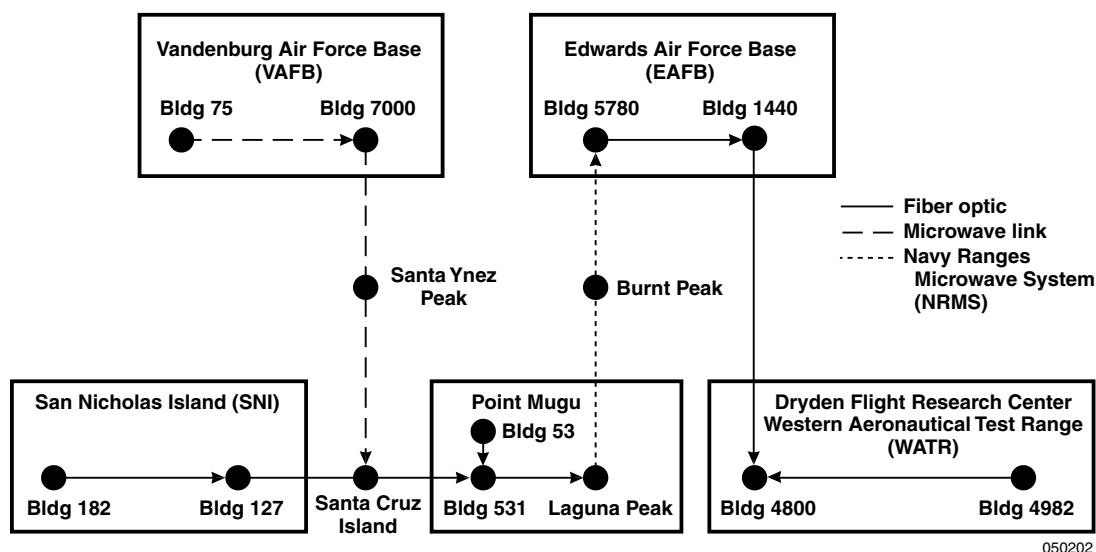 Vandenburg Air Force Base
(VAFB)
Bldg 75
Bldg 7000
Edwards Air Force Base
(EAFB)
Bldg 5780
Bldg 1440
Fiber optic
Microwave link
Navy Ranges
Microwave System
(NRMS)
Santa Ynez
Peak
Burnt Peak
San Nicholas Island (SNI)
Bldg 182
Bldg 127
Santa Cruz
Island
Point Mugu
Bldg 53
Bldg 531
Laguna Peak
Dryden Flight Research Center
Western Aeronautical Test Range
(WATR)
Bldg 4800
Bldg 4982
050202